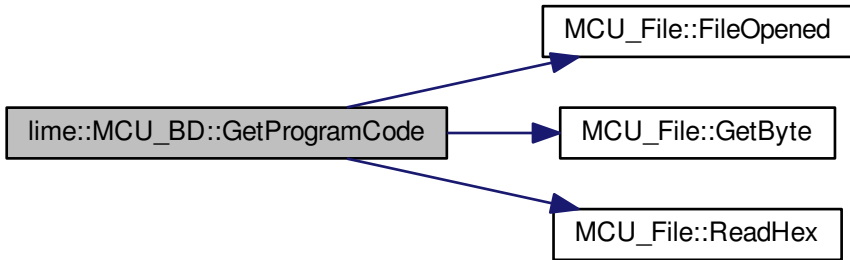 MCU_File::FileOpened
lime::MCU_BD::GetProgramCode
MCU_File::GetByte
MCU_File::ReadHex